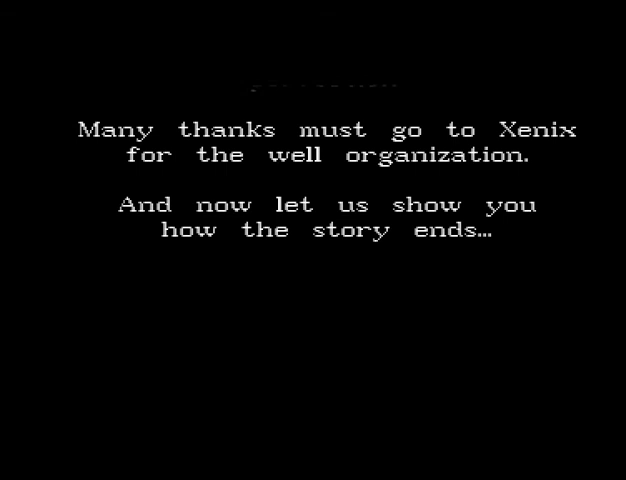 Many thanks must go to Xenix
for the well organization.
And now let us show you
how the story ends...